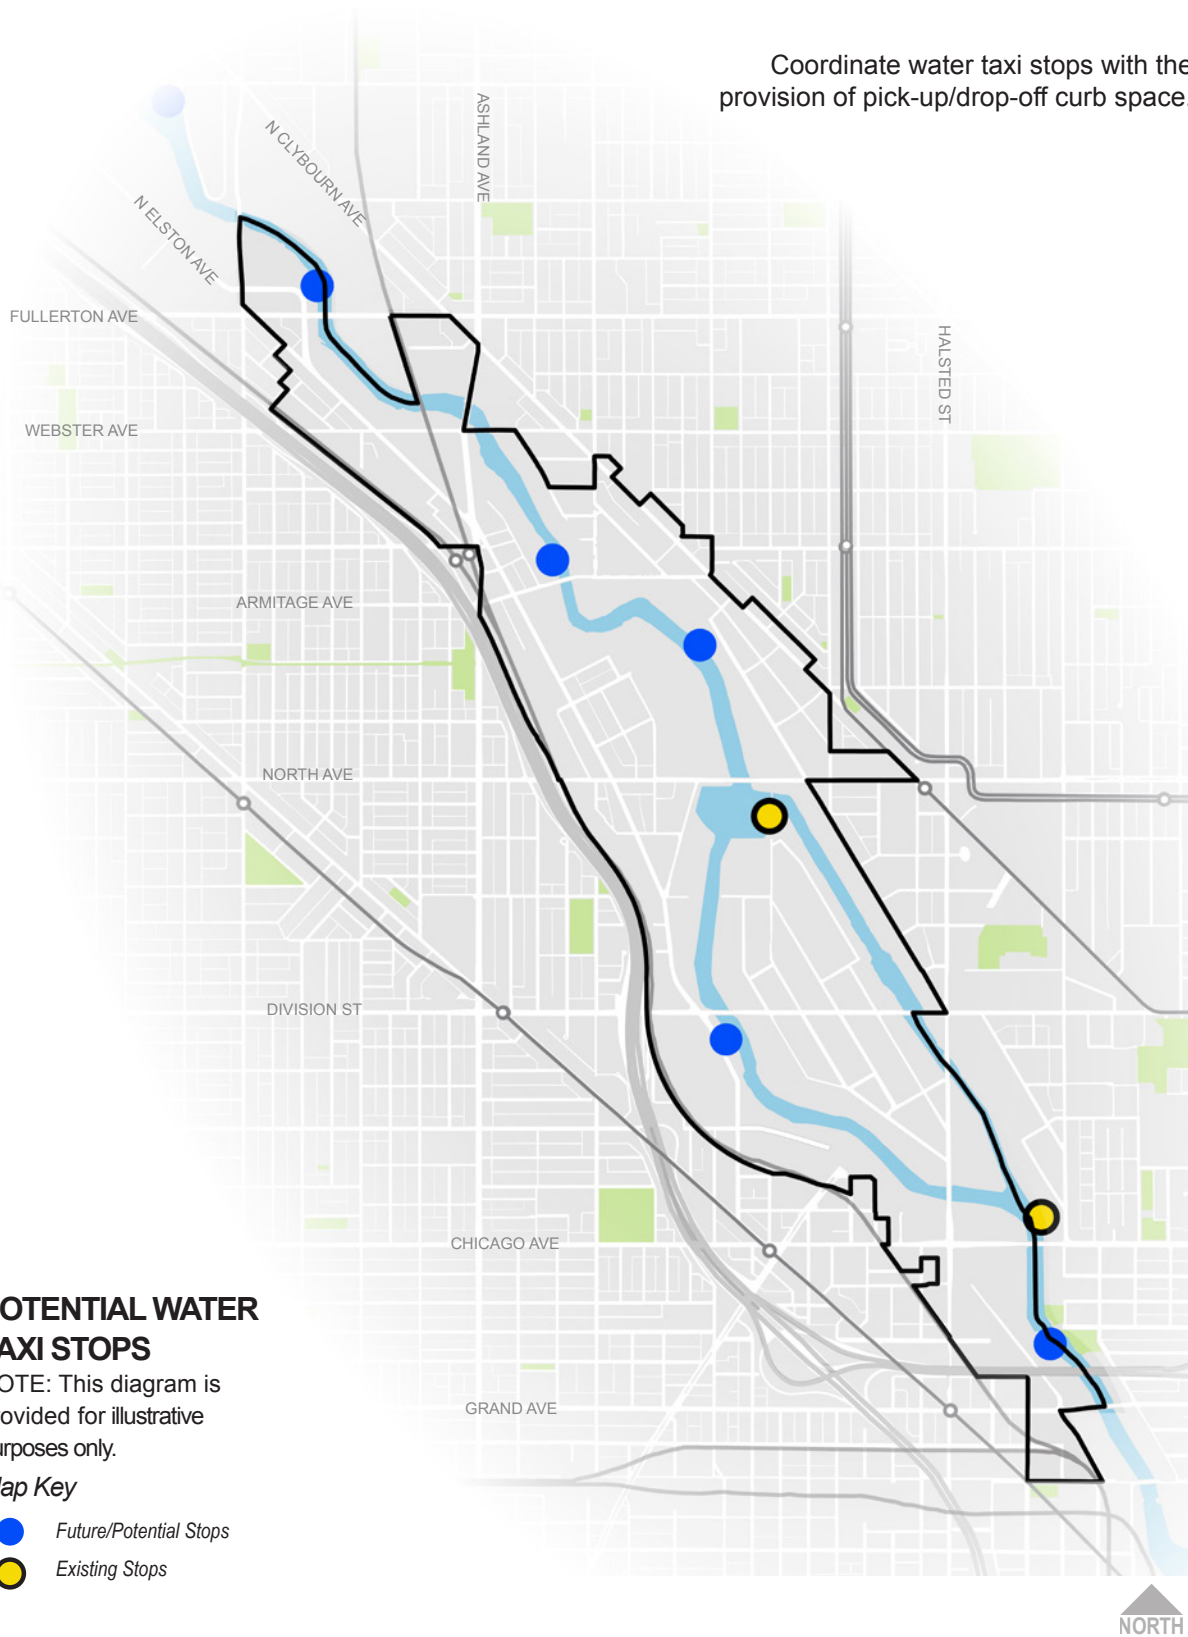 Coordinate water taxi stops with the
provision of pick-up/drop-off curb space.
ASHLAND AVE
N CLYBOURN AVE
N ELSTON AVE
FULLERTON AVE
HALSTED ST
WEBSTER AVE
ARMITAGE AVE
NORTH AVE
DIVISION ST
CHICAGO AVE
GRAND AVE
OTENTIAL WATER
AXI STOPS
OTE: This diagram is
rovided for illustrative
urposes only.
ap Key
Future/Potential Stops
Existing Stops
NORTH